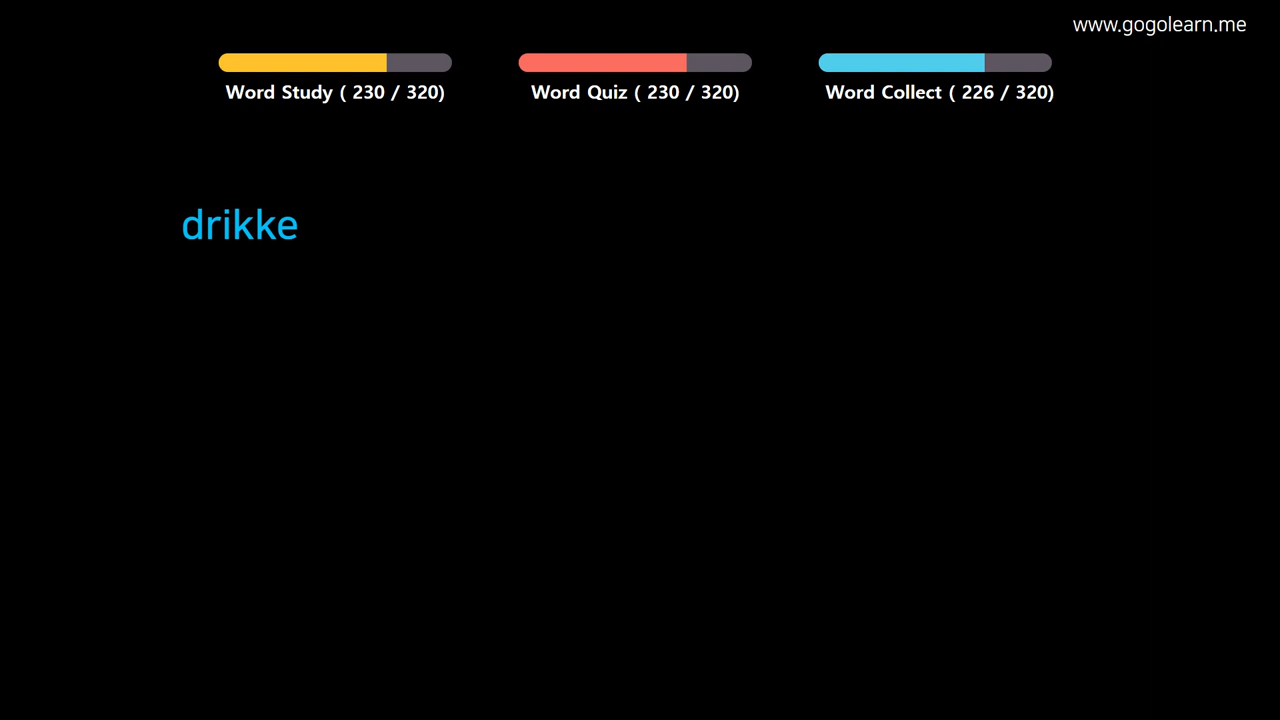 www.gogolearn.me
Word Study ( 230 / 320)
Word Quiz ( 230 / 320)
Word Collect ( 226 / 320)
drikke